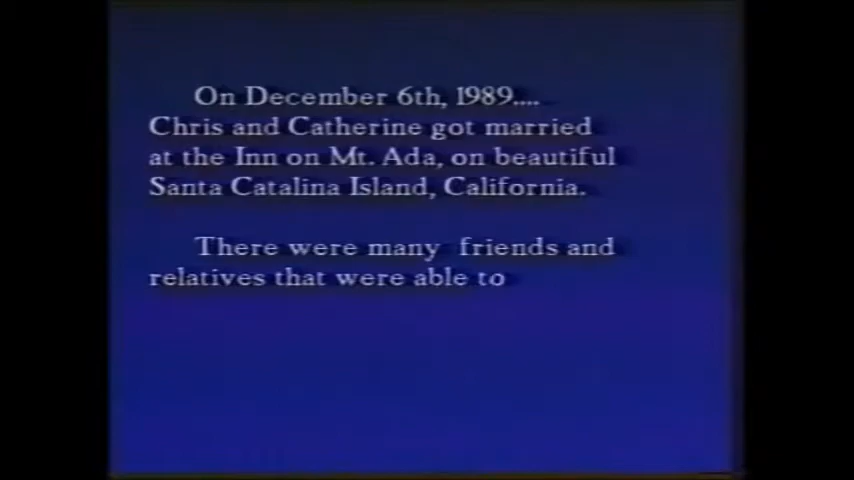 On December 6th, 1989....
Chris and Catherine got married
at the Inn on Mt. Ada, on beautiful
Santa Catalina Island, California.
There were many friends and
relatives that were able to